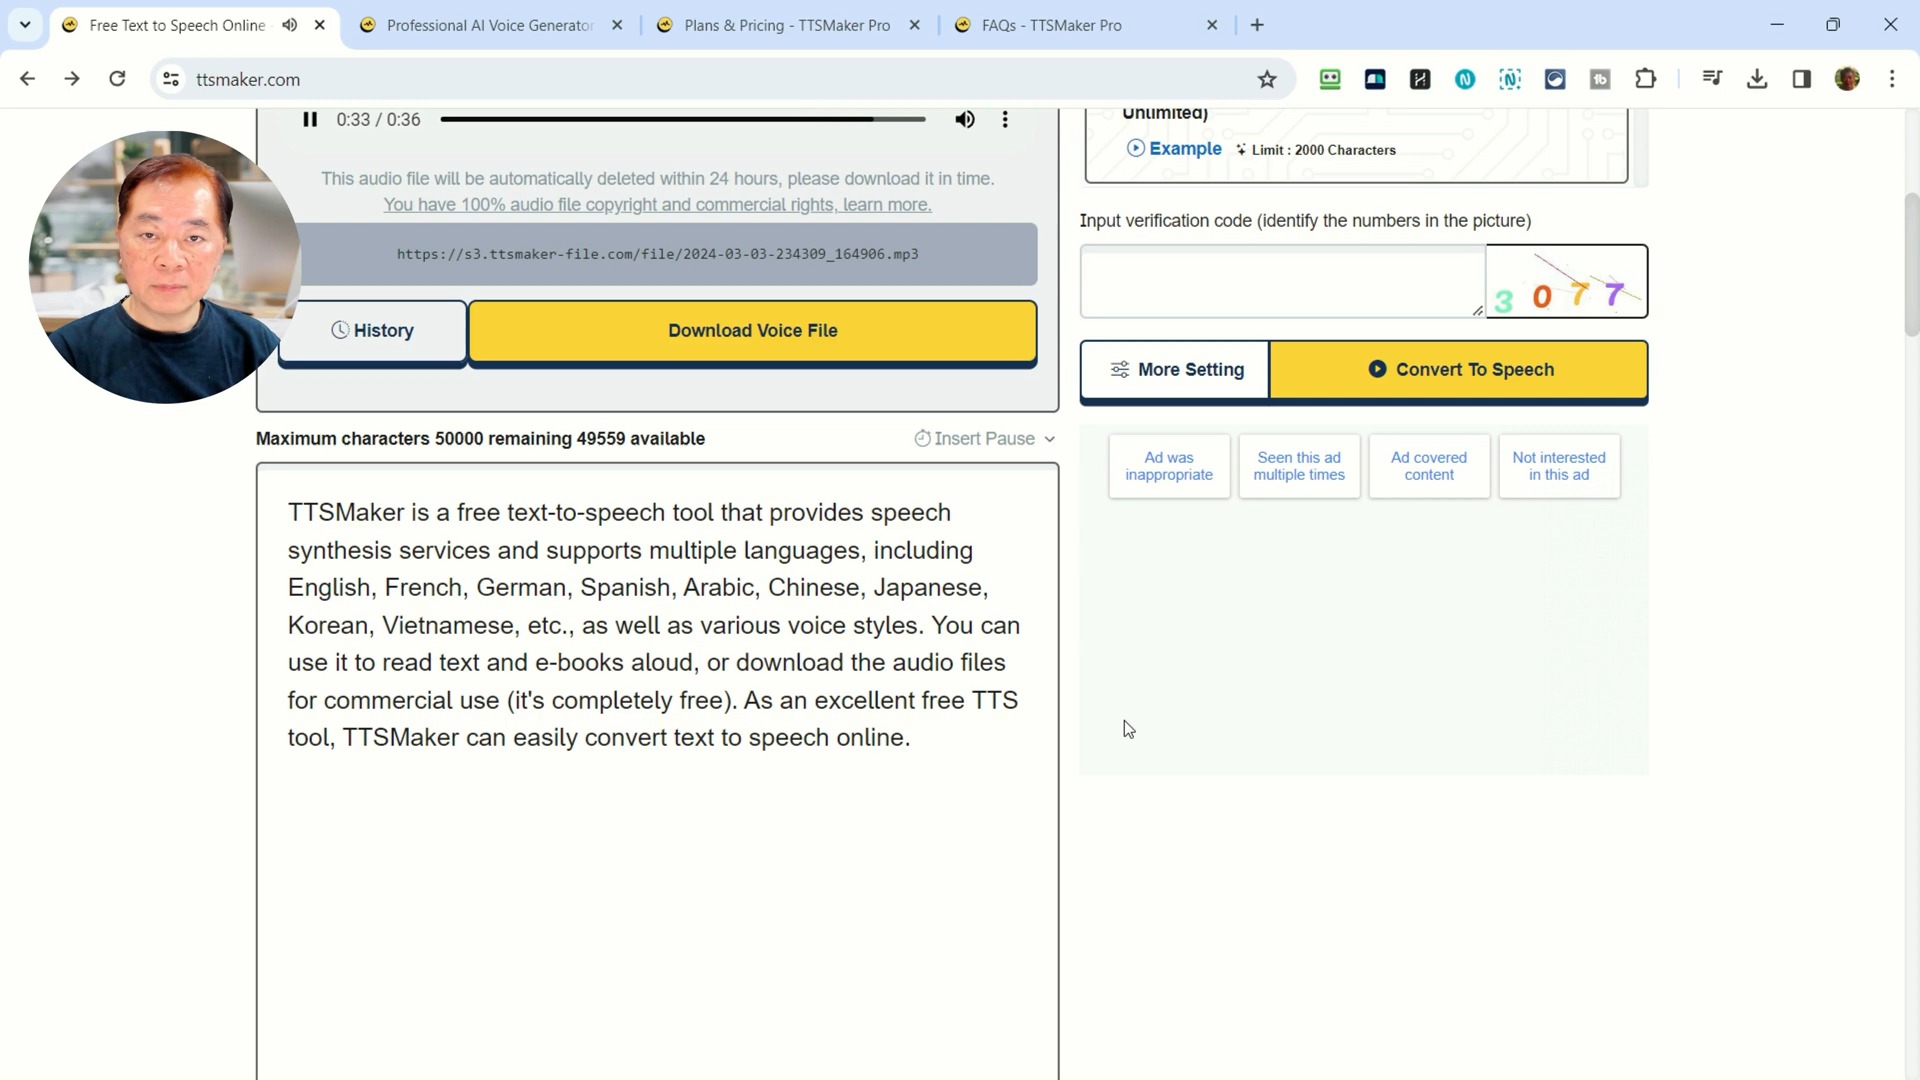 Free Text to Speech Online
Professional AI Voice Generator
Plans & Pricing - TTSMaker Pro
FAQs - TTSMaker Pro
ttsmaker.com
0:33 / 0:36
This audio file will be automatically deleted within 24 hours, please download it in time.
You have 100% audio file copyright and commercial rights, learn more.
https://s3.ttsmaker-file.com/file/2024-03-03-234309_164906.mp3
History
Download Voice File
Unlimited)
Example
Limit : 2000 Characters
Input verification code (identify the numbers in the picture)
3 0 7 7
More Setting
Convert To Speech
Maximum characters 50000 remaining 49559 available
Insert Pause
Ad was
inappropriate
Seen this ad
multiple times
Ad covered
content
Not interested
in this ad
TTSMaker is a free text-to-speech tool that provides speech
synthesis services and supports multiple languages, including
English, French, German, Spanish, Arabic, Chinese, Japanese,
Korean, Vietnamese, etc., as well as various voice styles. You can
use it to read text and e-books aloud, or download the audio files
for commercial use (it's completely free). As an excellent free TTS
tool, TTSMaker can easily convert text to speech online.